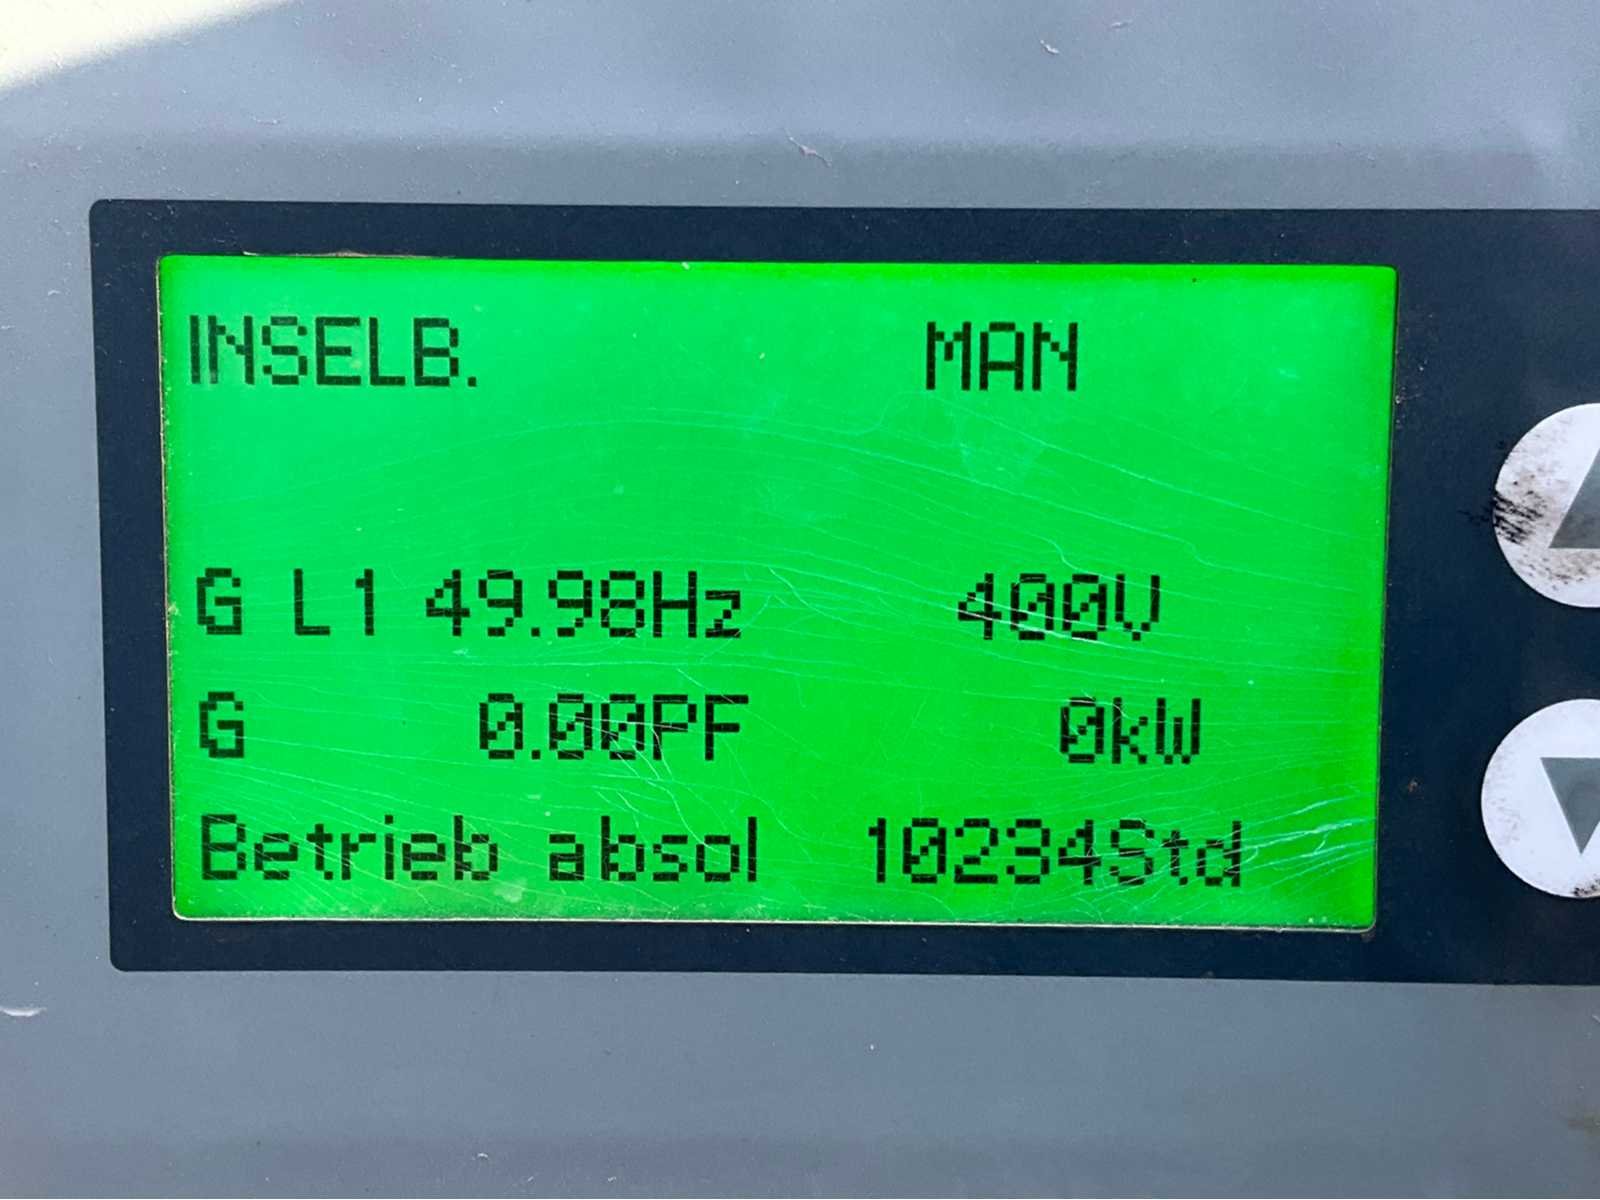 INSELB. MAN
G L1 49.98Hz 400V
G 0.00PF 0kW
Betrieb absol 10234Std